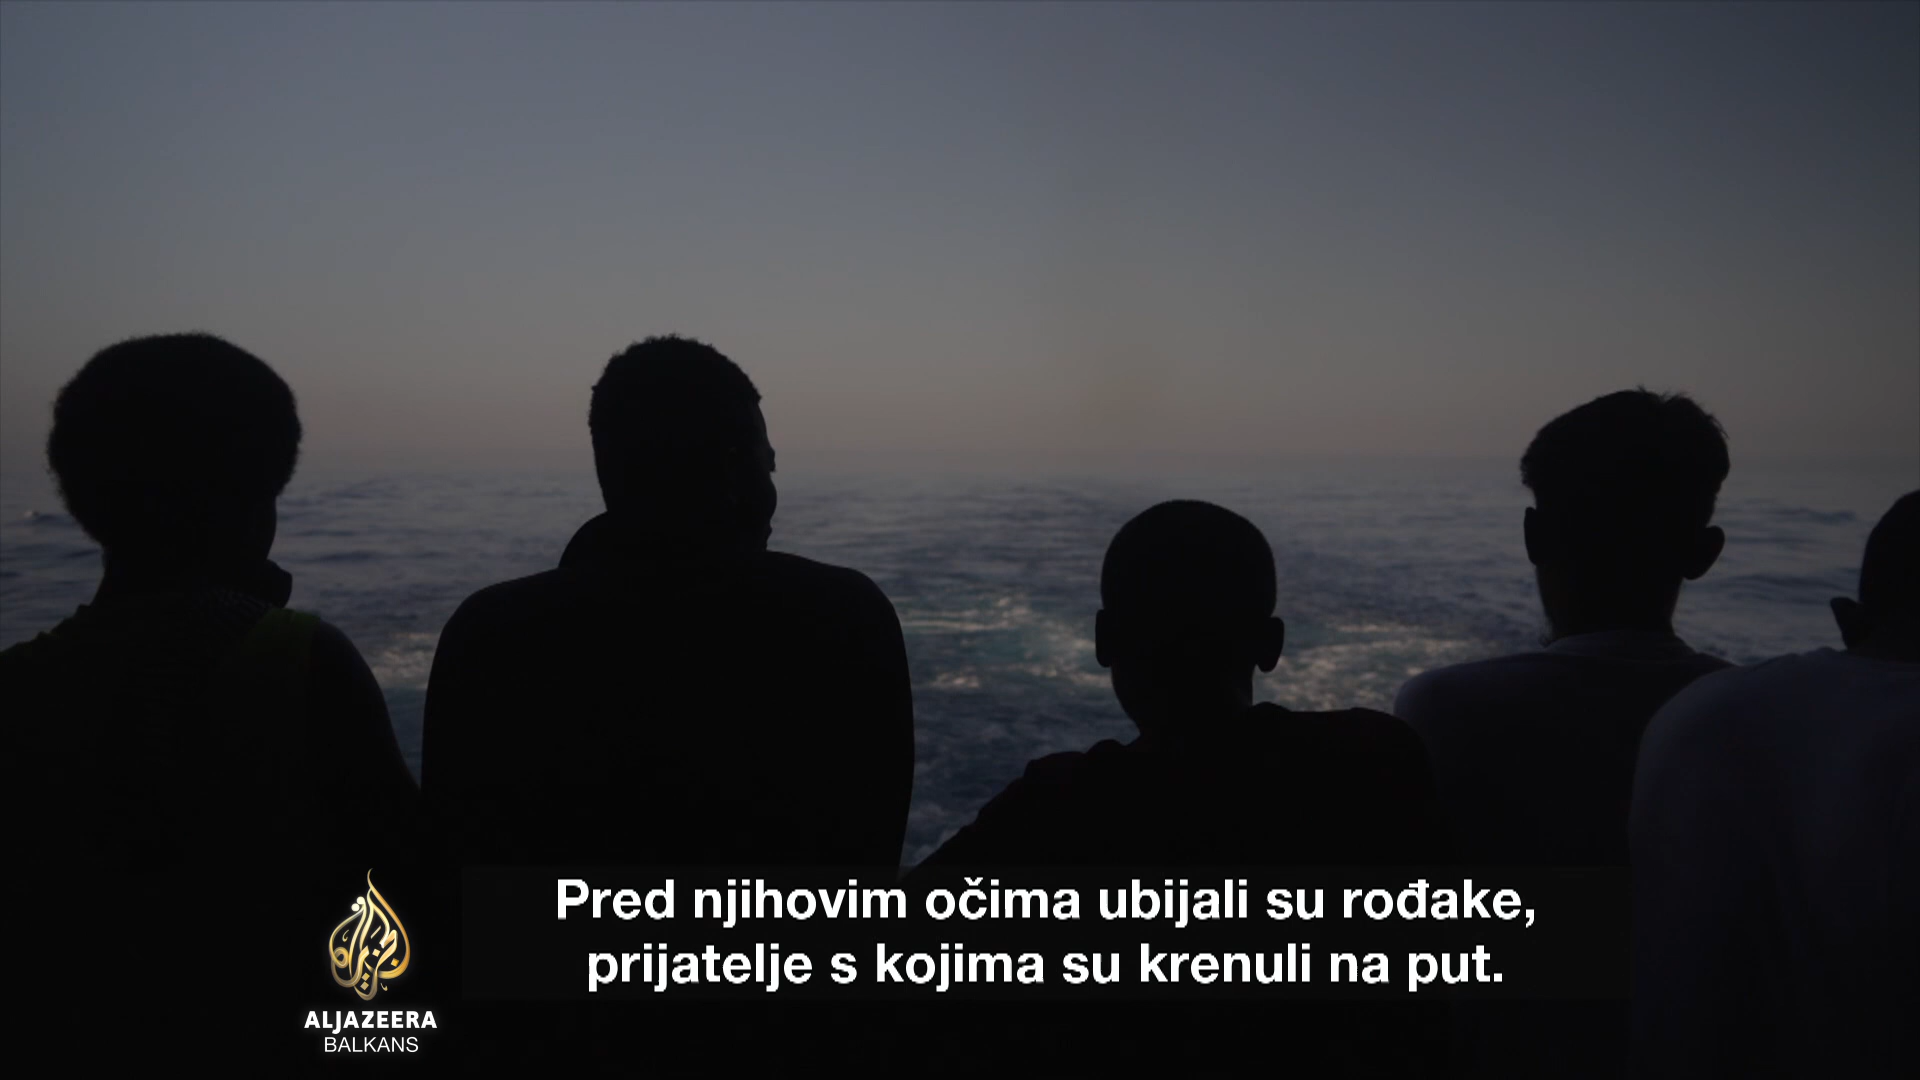 Pred njihovim očima ubijali su rođake,
prijatelje s kojima su krenuli na put.
ALJAZEERA
BALKANS